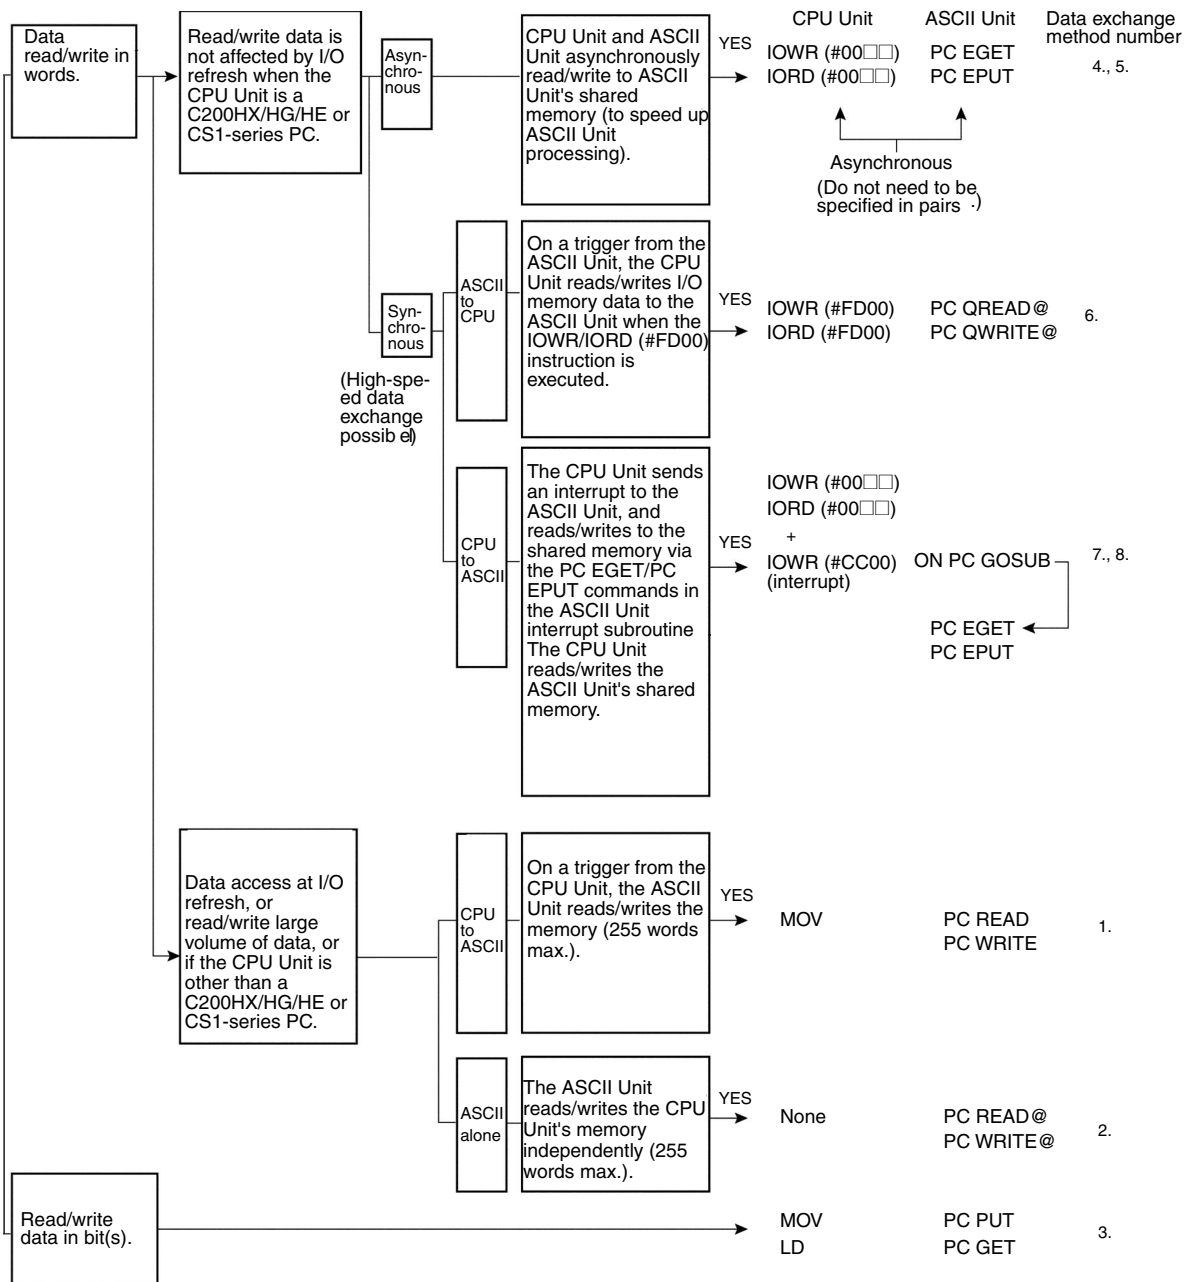 CPU Unit
ASCII Unit
Data exchange
method number
Data
read/write in
words.
Read/write data is
not affected by I/O
refresh when the
CPU Unit is a
C200HX/HG/HE or
CS1-series PC.
Asyn-
chro-
nous
CPU Unit and ASCII
Unit asynchronously
read/write to ASCII
Unit's shared
memory (to speed up
ASCII Unit
processing).
YES
IOWR (#00□□)
PC EGET
IORD (#00□□)
PC EPUT
4., 5.
Asynchronous
(Do not need to be
specified in pairs .)
Syn-
chro-
nous
(High-spe-
ed data
exchange
possib el)
ASCII
to
CPU
On a trigger from the
ASCII Unit, the CPU
Unit reads/writes I/O
memory data to the
ASCII Unit when the
IOWR/IORD (#FD00)
instruction is
executed.
YES
IOWR (#FD00)
PC QREAD@
IORD (#FD00)
PC QWRITE@
6.
CPU
to
ASCII
The CPU Unit sends
an interrupt to the
ASCII Unit, and
reads/writes to the
shared memory via
the PC EGET/PC
EPUT commands in
the ASCII Unit
interrupt subroutine .
The CPU Unit
reads/writes the
ASCII Unit's shared
memory.
YES
IOWR (#00□□)
IORD (#00□□)
+
IOWR (#CC00)
(interrupt)
ON PC GOSUB
PC EGET
PC EPUT
7., 8.
Data access at I/O
refresh, or
read/write large
volume of data, or
if the CPU Unit is
other than a
C200HX/HG/HE or
CS1-series PC.
CPU
to
ASCII
On a trigger from the
CPU Unit, the ASCII
Unit reads/writes the
memory (255 words
max.).
YES
MOV
PC READ
PC WRITE
1.
ASCII
alone
The ASCII Unit
reads/writes the CPU
Unit's memory
independently (255
words max.).
YES
None
PC READ@
PC WRITE@
2.
Read/write
data in bit(s).
MOV
PC PUT
LD
PC GET
3.